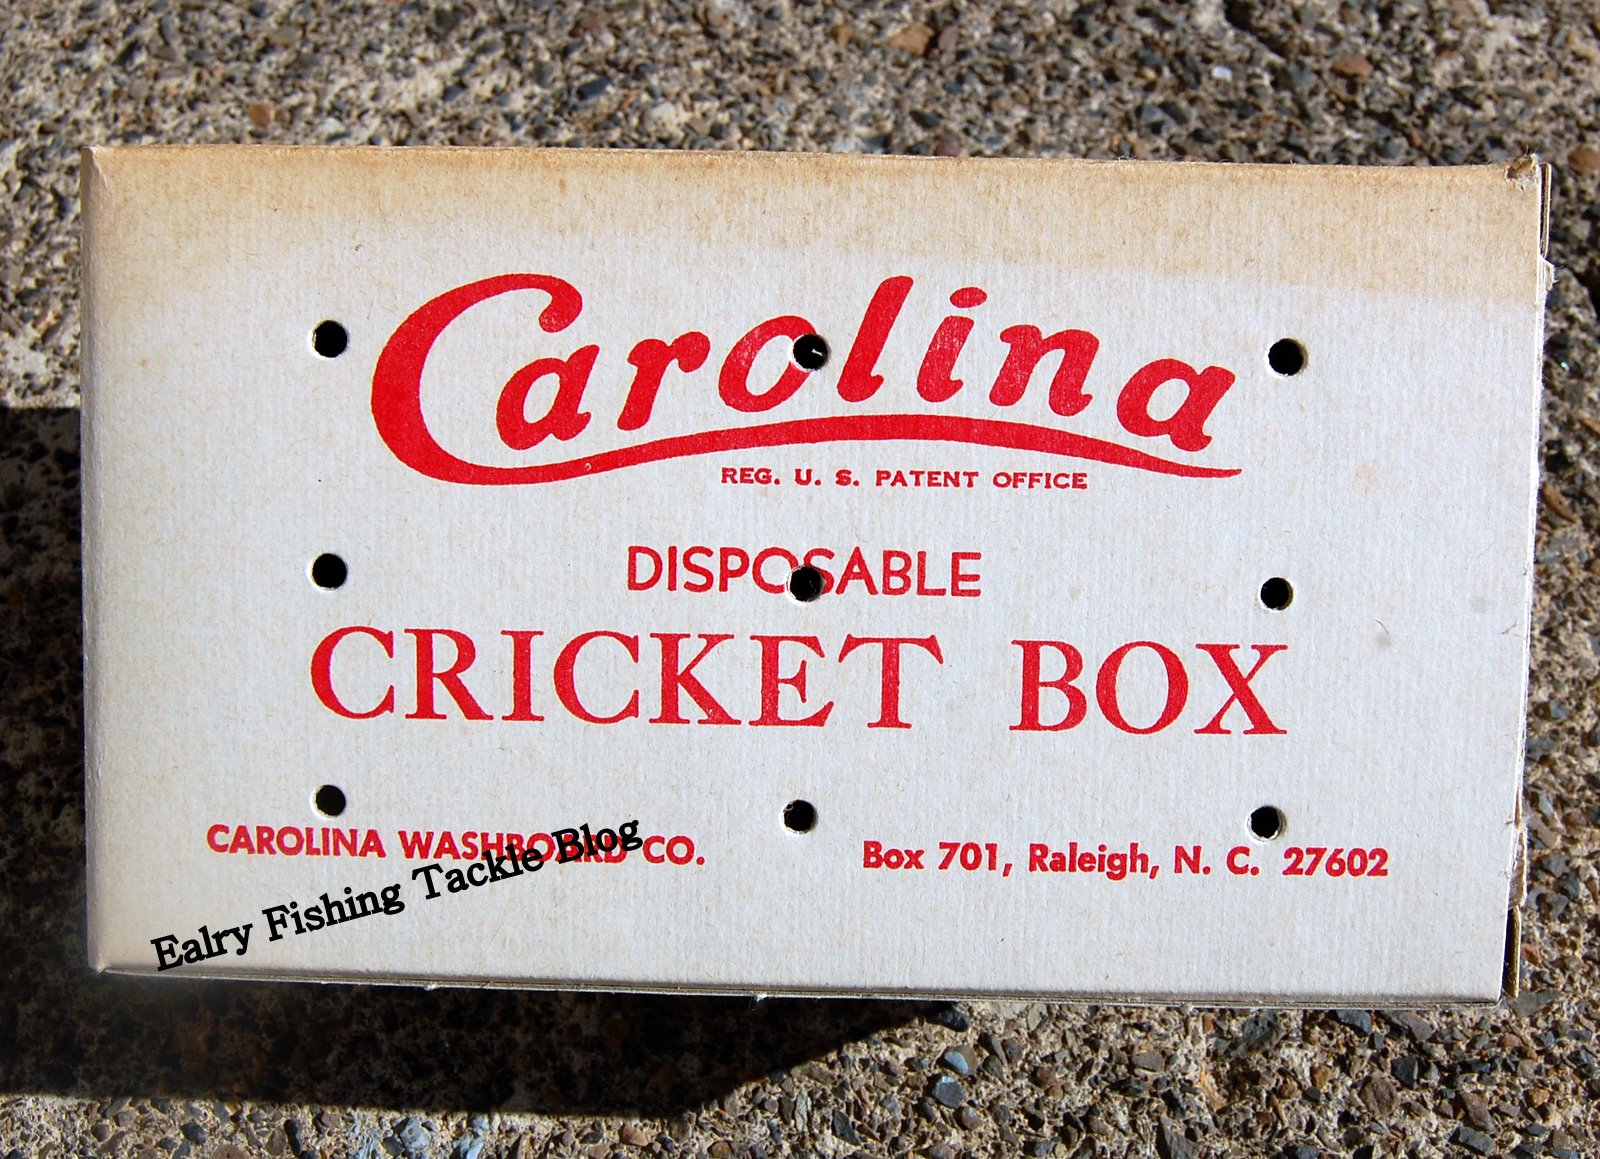 Carolina
REG. U. S. PATENT OFFICE
DISPOSABLE
CRICKET BOX
CAROLINA WASHBOARD CO.
Box 701, Raleigh, N. C. 27602
Ealry Fishing Tackle Blog